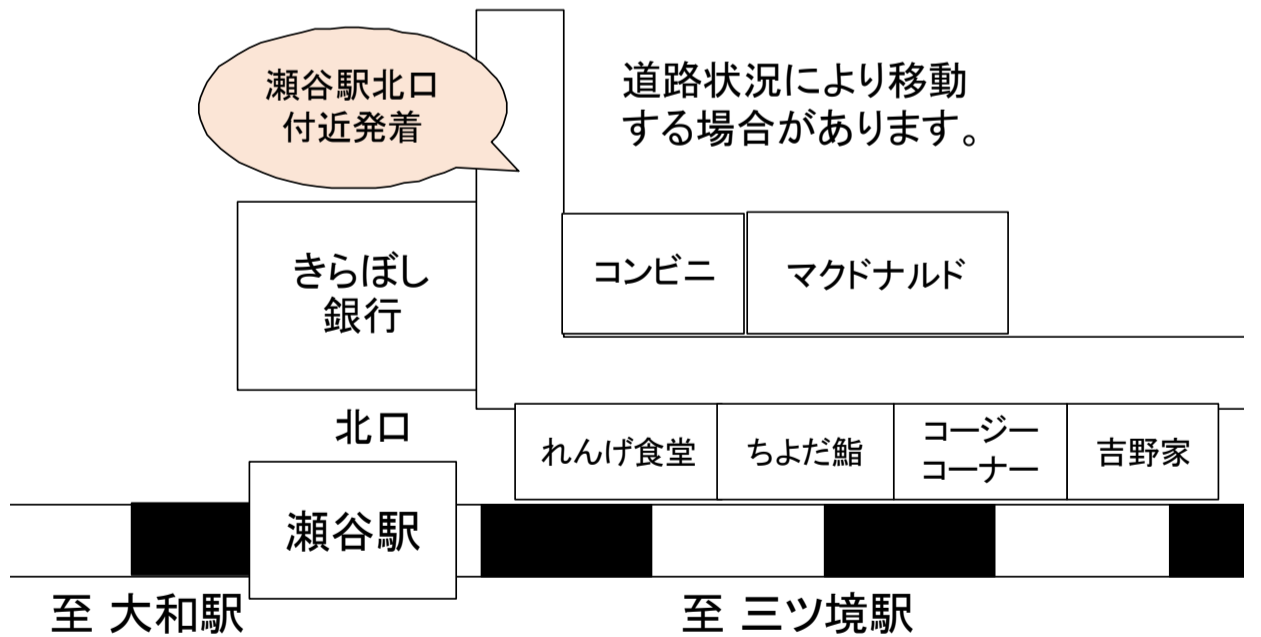 瀬谷駅北口
付近発着
道路状況により移動
する場合があります。
きらぼし
銀行
コンビニ
マクドナルド
北口
れんげ食堂
ちよだ鮨
コージー
コーナー
吉野家
瀬谷駅
至 大和駅
至 三ツ境駅